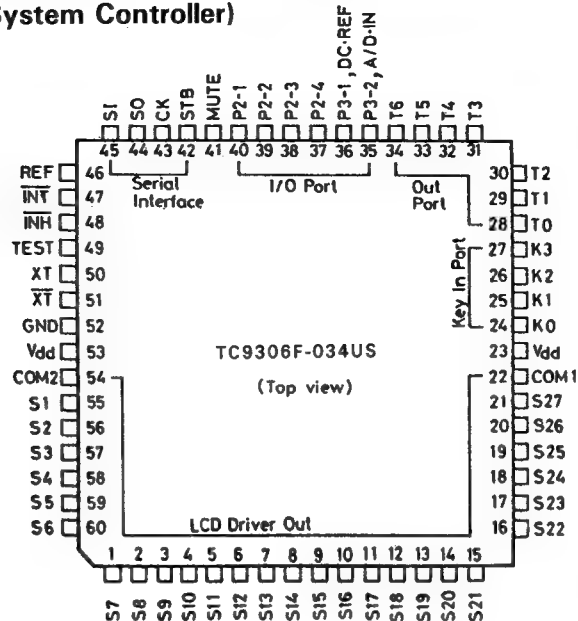 System Controller)
SI
SO
CK
STB
MUTE
P2-1
P2-2
P2-3
P2-4
P3-1, DC·REF
P3-2, A/D-IN
T6
T5
T4
T3
45 44 43 42 41 40 39 38 37 36 35 34 33 32 31
Serial Interface
I/O Port
Out Port
REF 46
INT 47
INH 48
TEST 49
XT 50
XT 51
GND 52
Vdd 53
COM2 54
S1 55
S2 56
S3 57
S4 58
S5 59
S6 60
30 T2
29 T1
28 T0
27 K3
26 K2
25 K1
24 K0
23 Vdd
22 COM1
21 S27
20 S26
19 S25
18 S24
17 S23
16 S22
Key In Port
TC9306F-034US
(Top view)
LCD Driver Out
1 2 3 4 5 6 7 8 9 10 11 12 13 14 15
S7
S8
S9
S10
S11
S12
S13
S14
S15
S16
S17
S18
S19
S20
S21